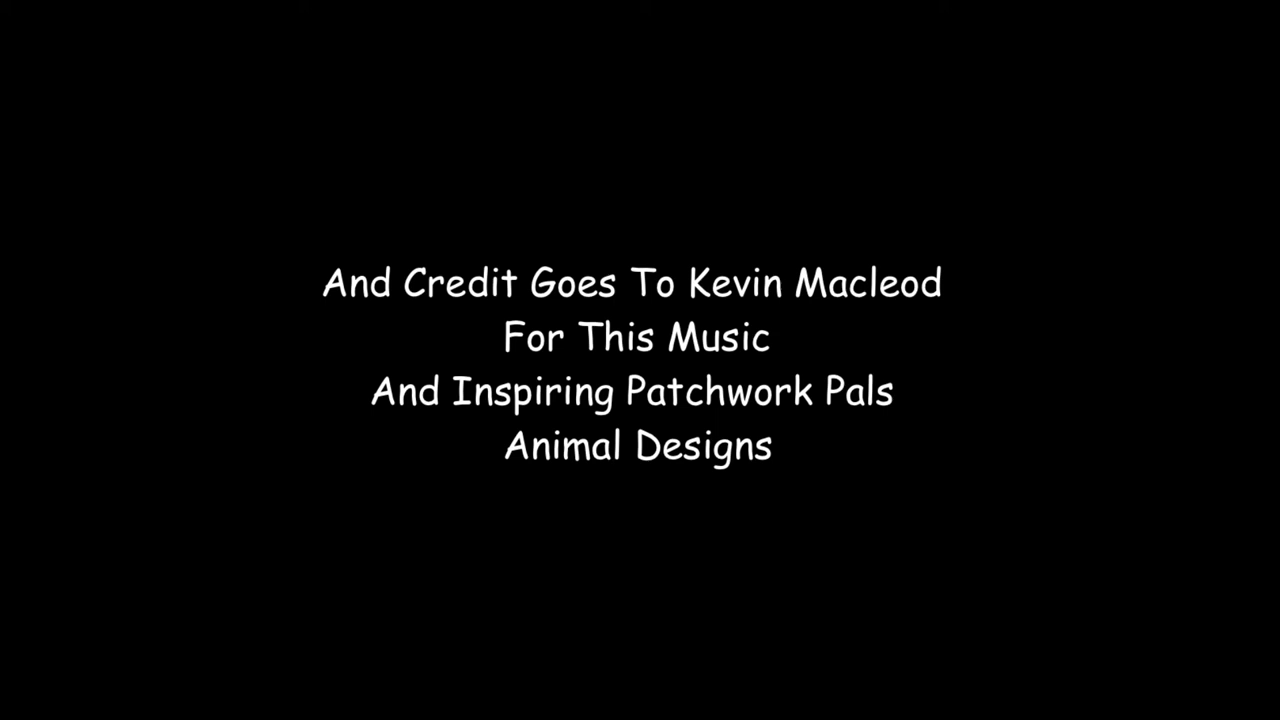 And Credit Goes To Kevin Macleod
For This Music
And Inspiring Patchwork Pals
Animal Designs